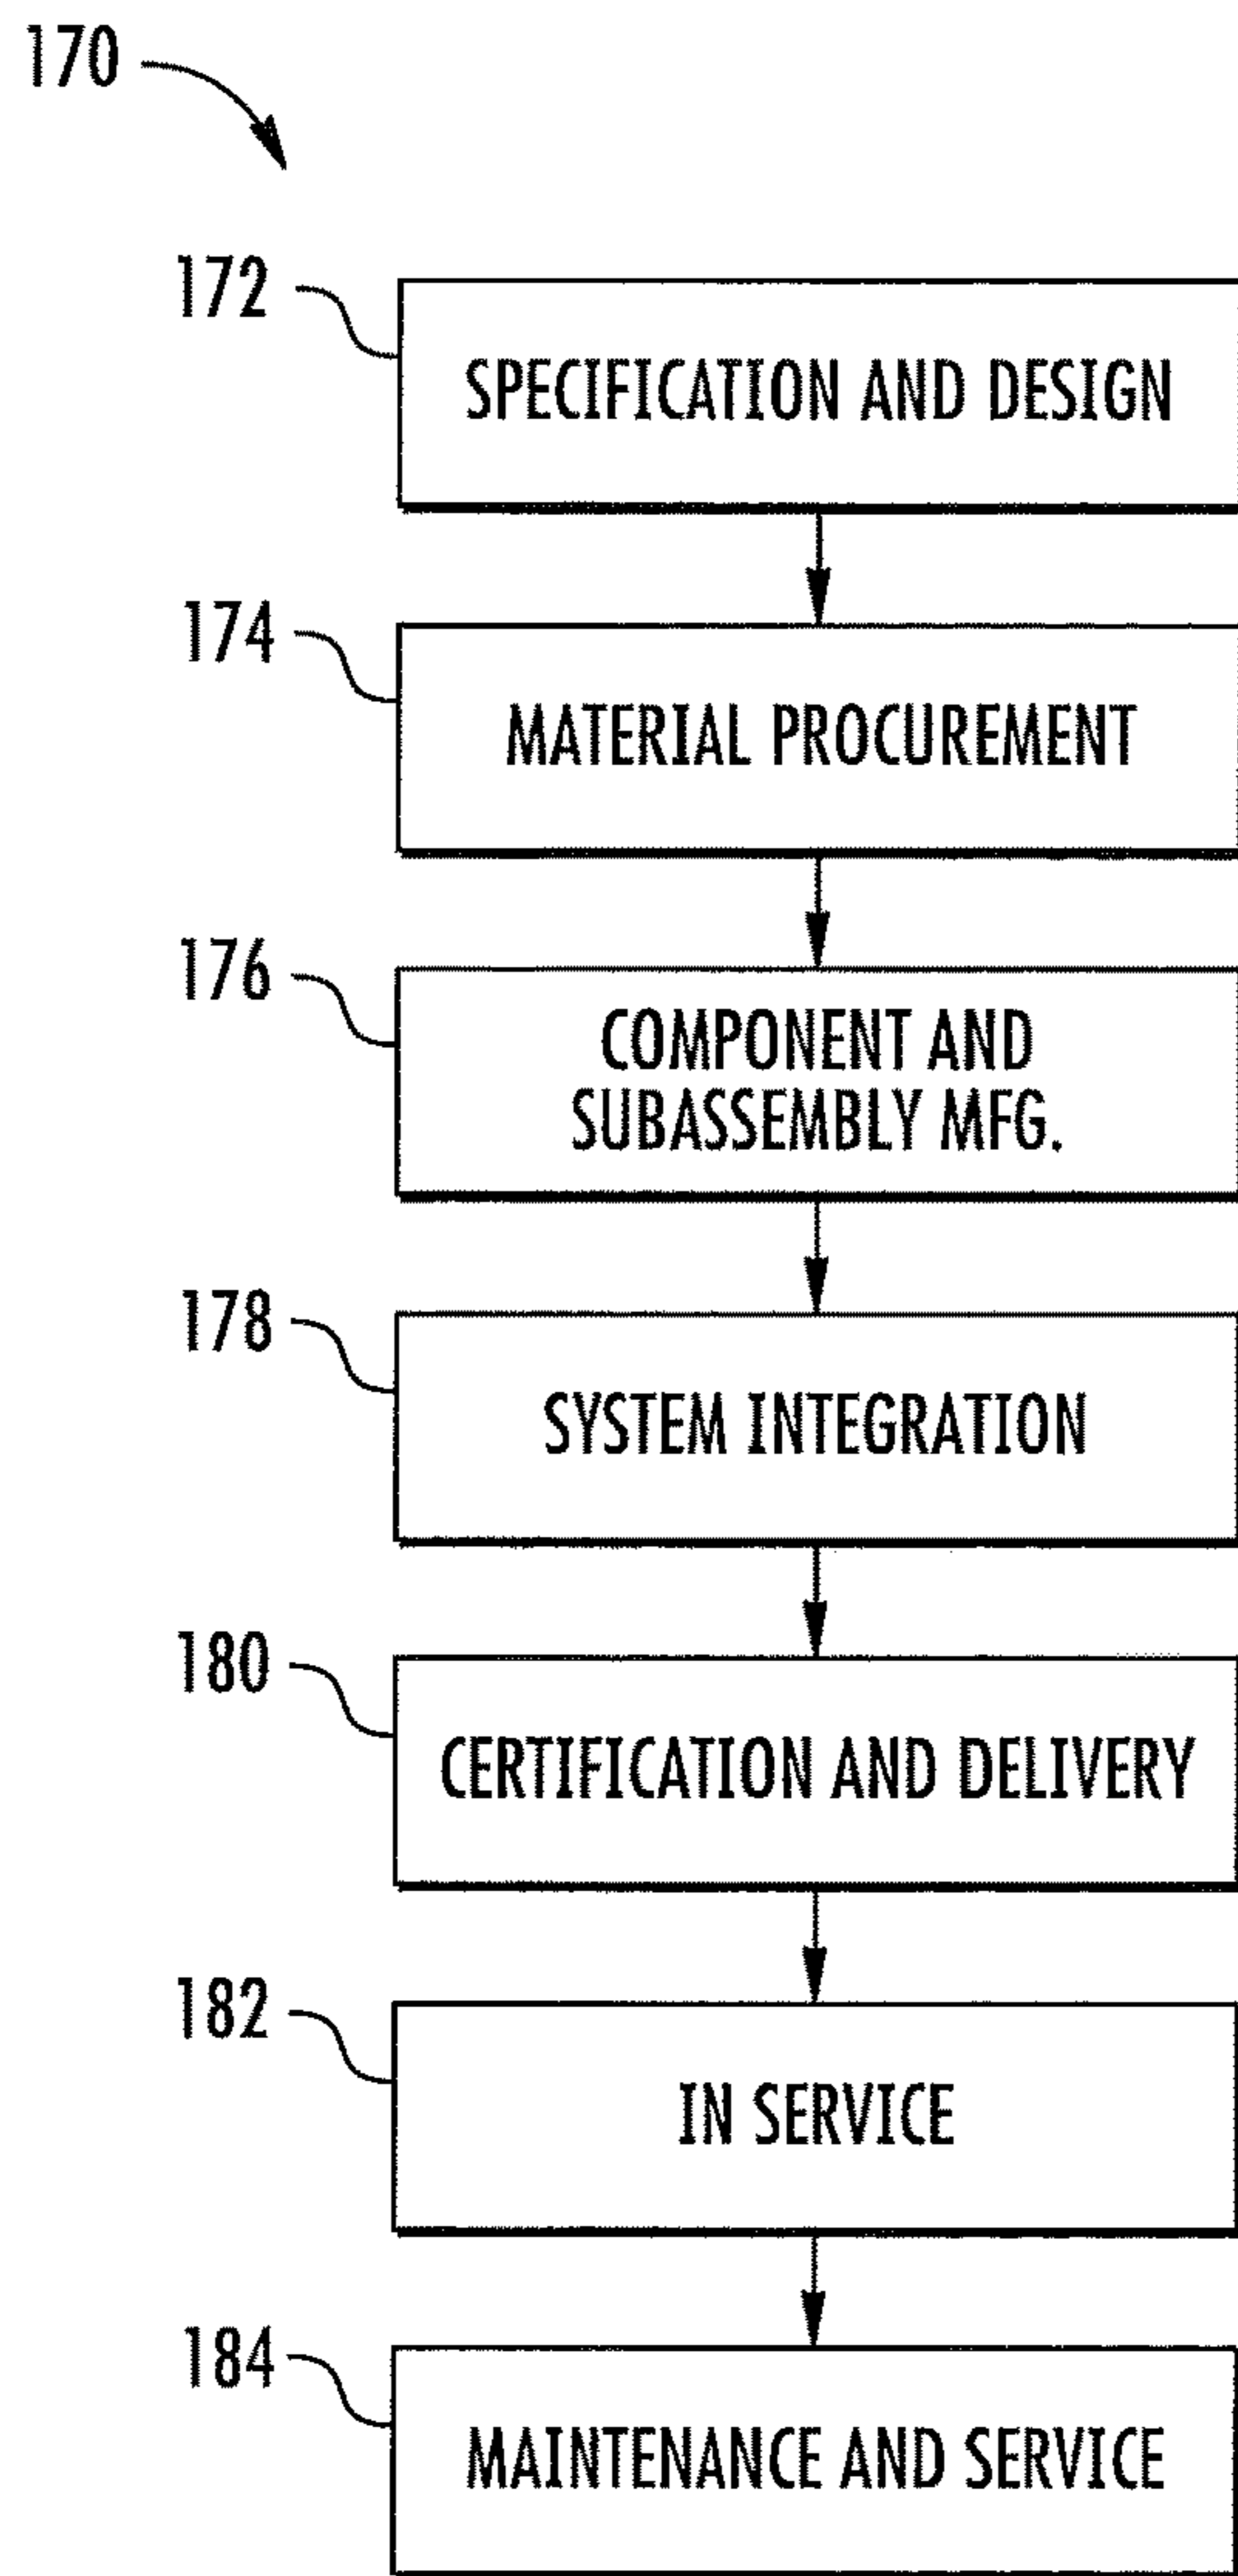 170
172
SPECIFICATION AND DESIGN
174
MATERIAL PROCUREMENT
176
COMPONENT AND
SUBASSEMBLY MFG.
178
SYSTEM INTEGRATION
180
CERTIFICATION AND DELIVERY
182
IN SERVICE
184
MAINTENANCE AND SERVICE